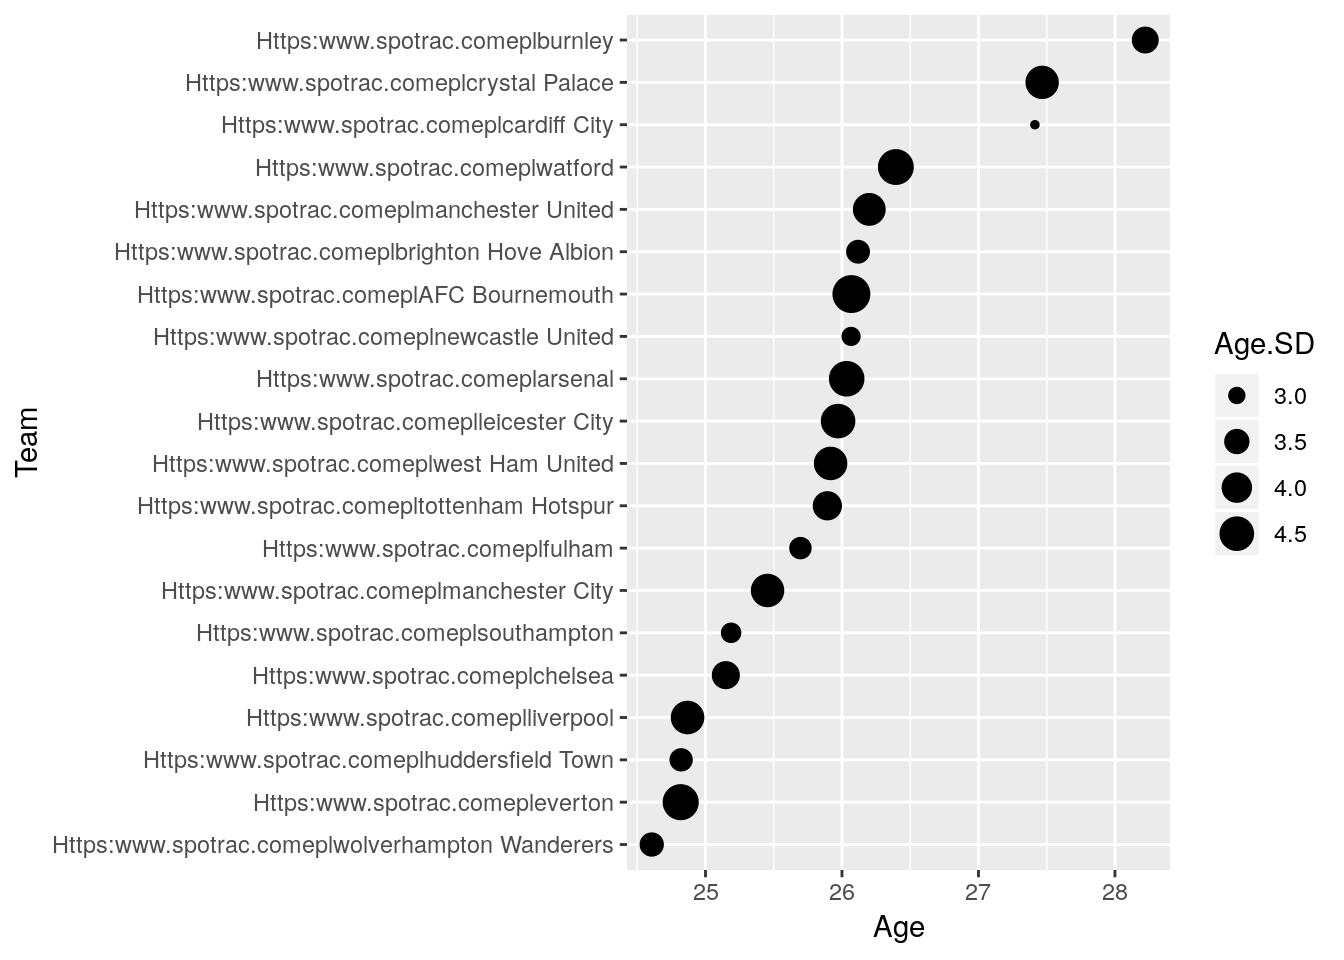 Https:www.spotrac.comeplburnley
Https:www.spotrac.comeplcrystal Palace
Https:www.spotrac.comeplcardiff City
Https:www.spotrac.comeplwatford
Https:www.spotrac.comeplmanchester United
Https:www.spotrac.comeplbrighton Hove Albion
Https:www.spotrac.comeplAFC Bournemouth
Https:www.spotrac.comeplnewcastle United
Https:www.spotrac.comeplarsenal
Https:www.spotrac.comeplleicester City
Https:www.spotrac.comeplwest Ham United
Https:www.spotrac.comepltottenham Hotspur
Https:www.spotrac.comeplfulham
Https:www.spotrac.comeplmanchester City
Https:www.spotrac.comeplsouthampton
Https:www.spotrac.comeplchelsea
Https:www.spotrac.comeplliverpool
Https:www.spotrac.comeplhuddersfield Town
Https:www.spotrac.comepleverton
Https:www.spotrac.comeplwolverhampton Wanderers
Team
25 26 27 28
Age
Age.SD
3.0
3.5
4.0
4.5